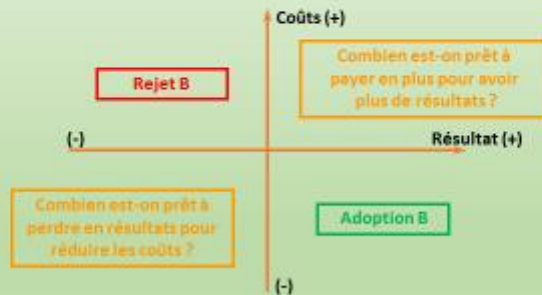 Coûts (+)
Combien est-on prêt à
payer en plus pour avoir
plus de résultats ?
Rejet B
(-)
Résultat (+)
Combien est-on prêt à
perdre en résultats pour
réduire les coûts ?
Adoption B
(-)